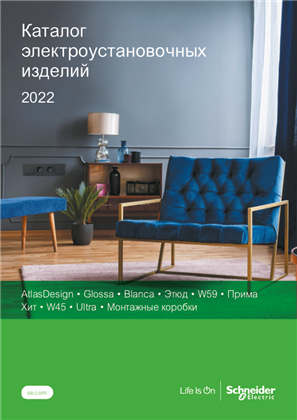 Каталог
электроустановочных
изделий
2022
AtlasDesign • Glossa • Blanca • Этюд • W59 • Прима
Хит • W45 • Ultra • Монтажные коробки
se.com
Life Is On
Schneider
Electric